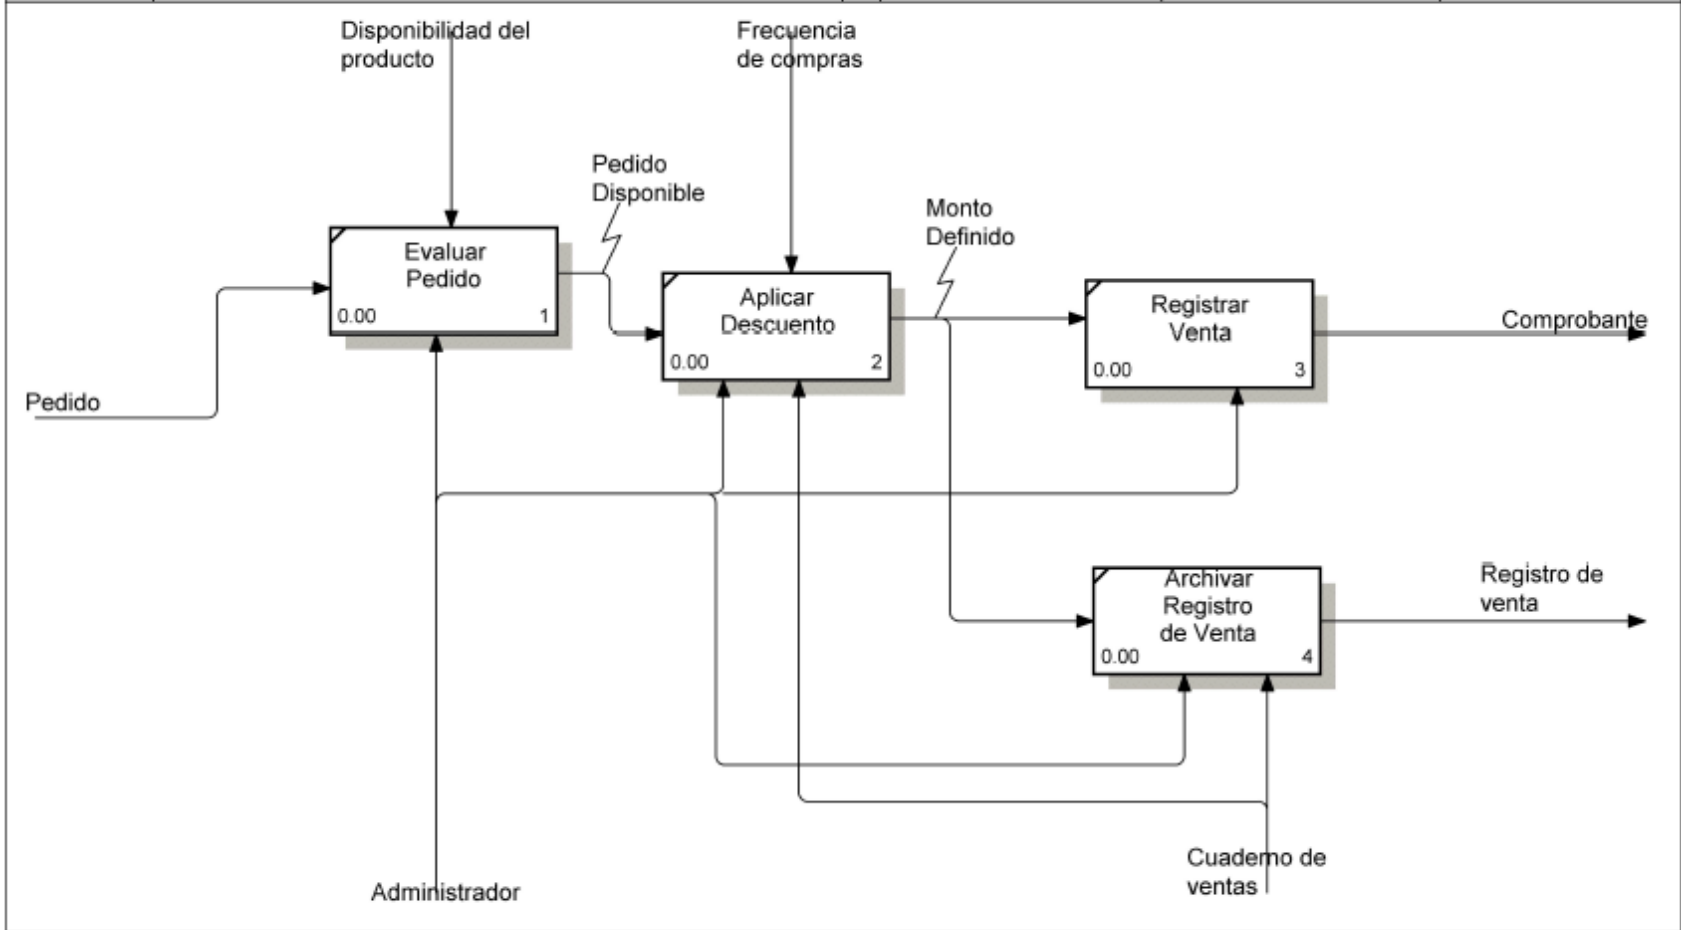 Disponibilidad del
producto
Frecuencia
de compras
Pedido
Disponible
Monto
Definido
Evaluar
Pedido
0.00 1
Aplicar
Descuento
0.00 2
Registrar
Venta
0.00 3
Comprobante
Pedido
Archivar
Registro
de Venta
0.00 4
Registro de
venta
Cuaderno de
ventas
Administrador